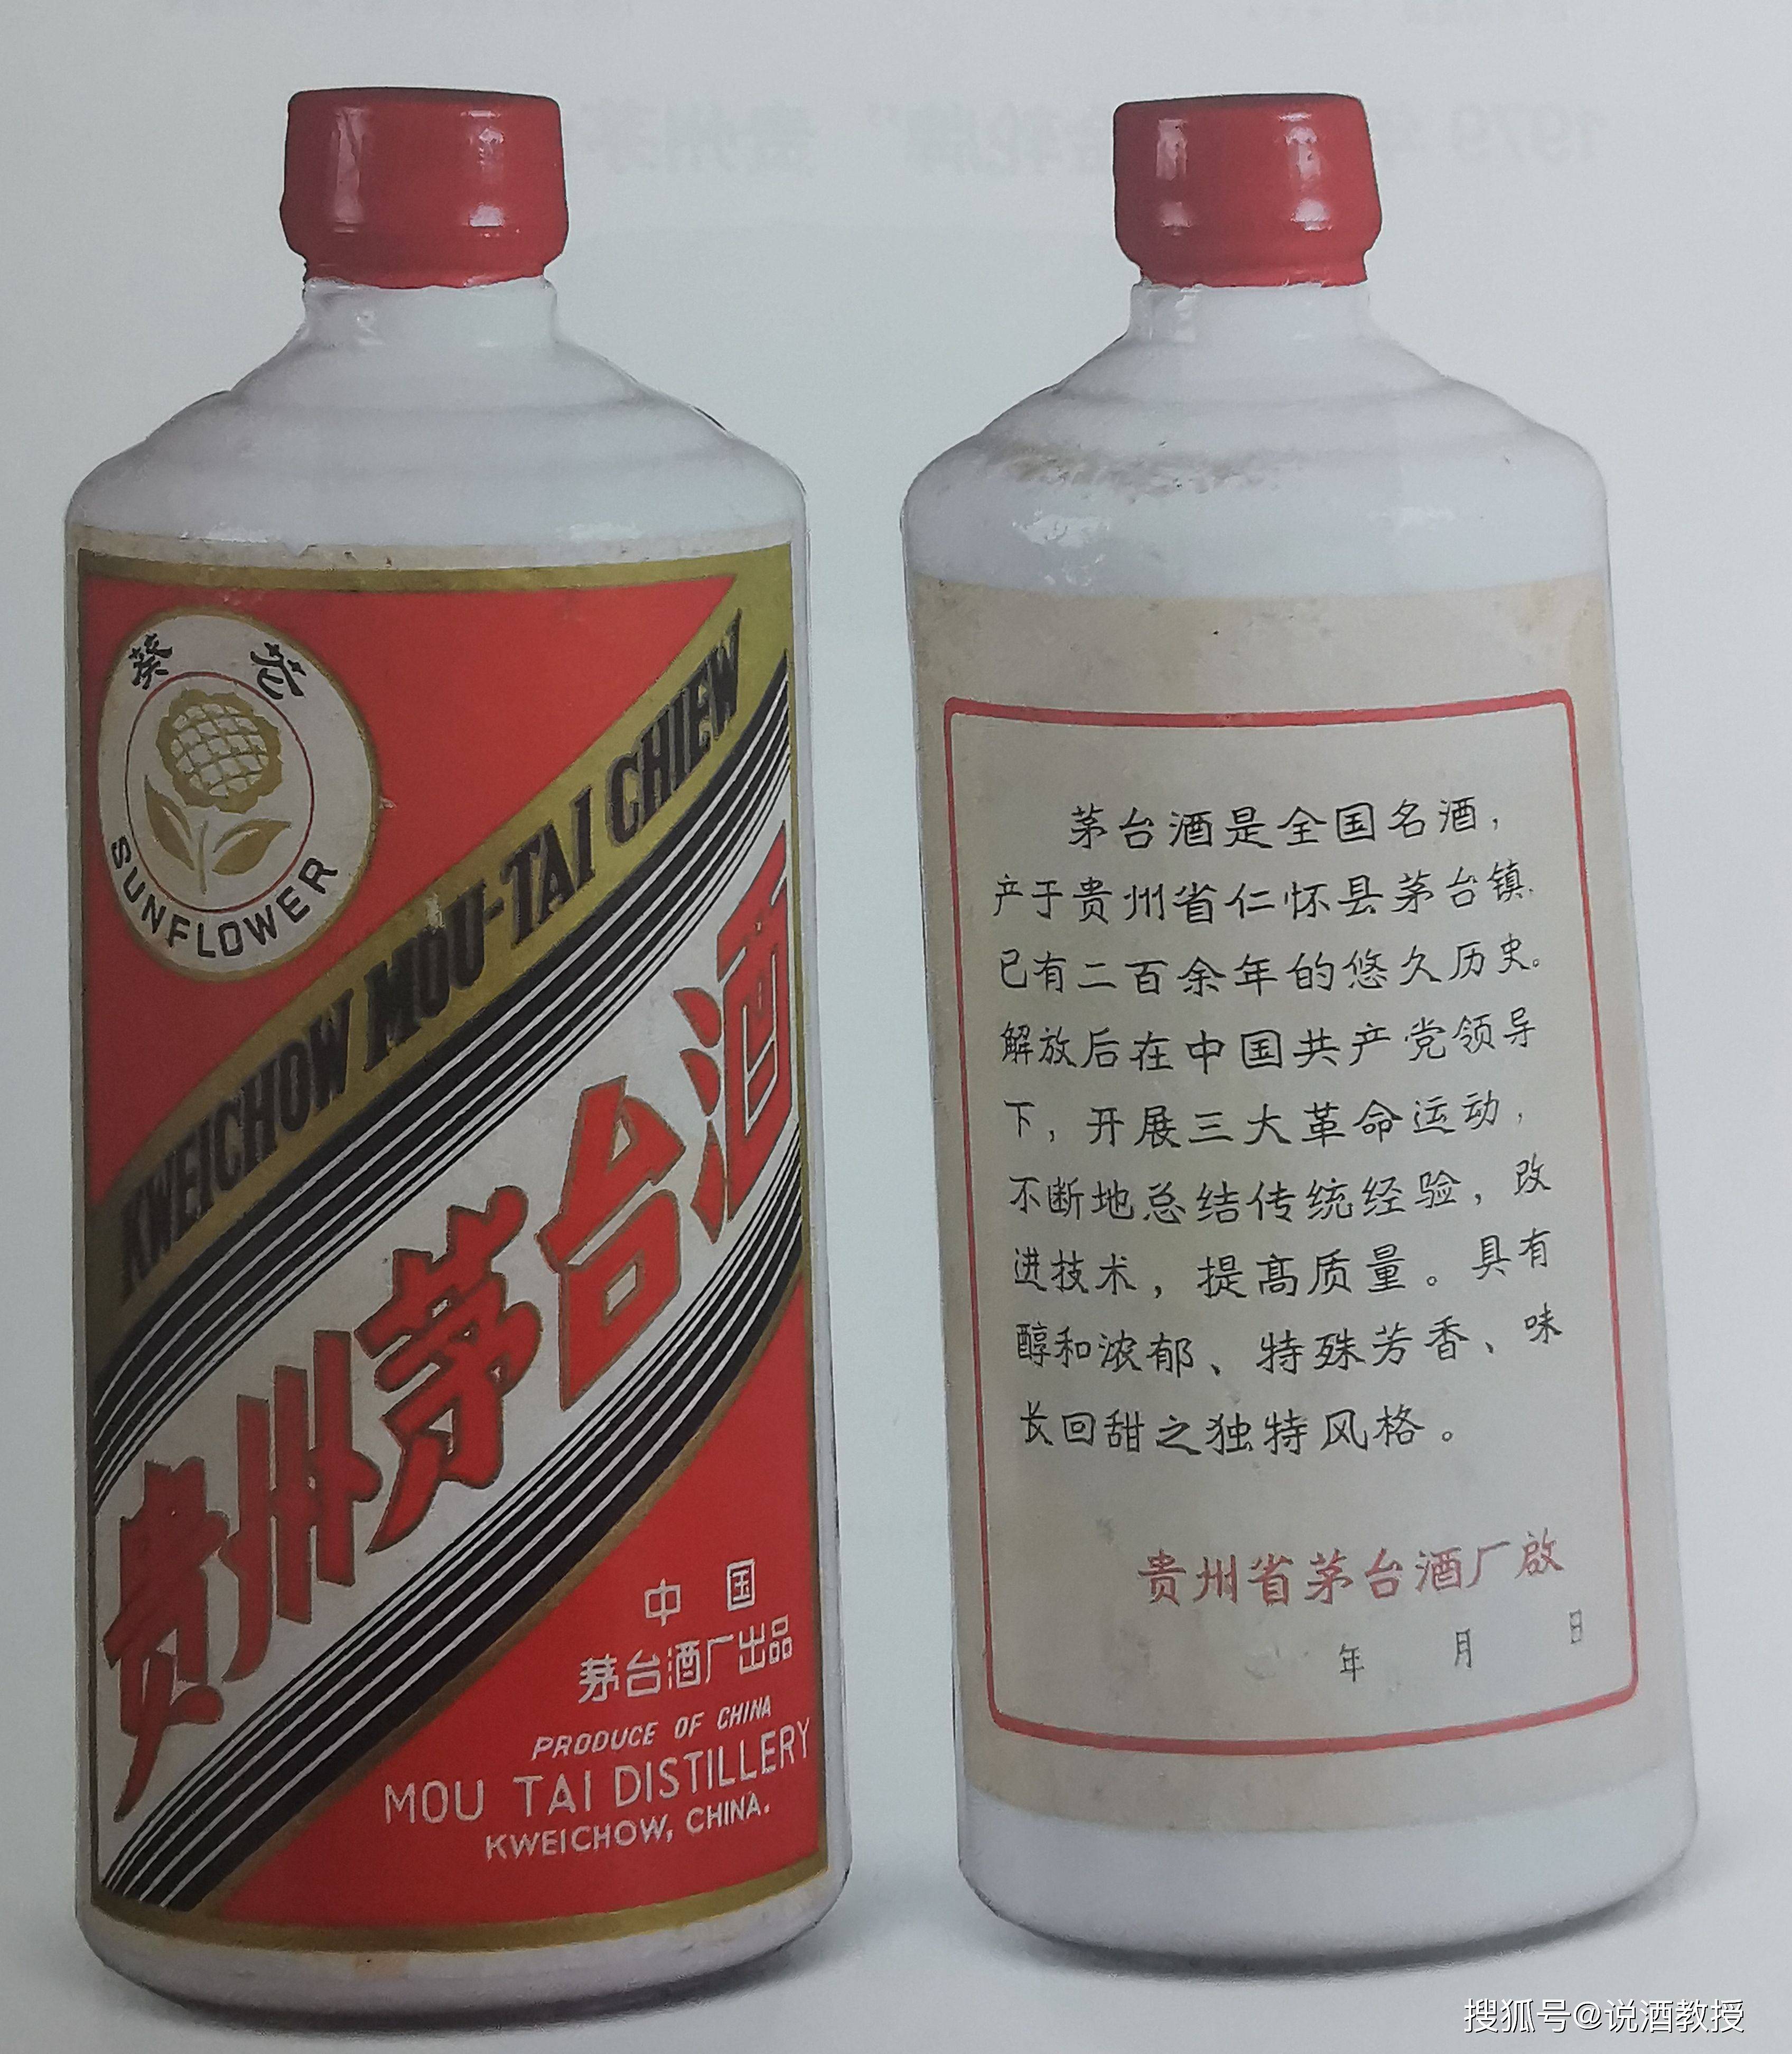 葵花
SUNFLOWER
KWEICHOW MOU-TAI CHIEW
贵州茅台酒
中国
茅台酒厂出品
PRODUCE OF CHINA
MOU TAI DISTILLERY
KWEICHOW, CHINA.
茅台酒是全国名酒，
产于贵州省仁怀县茅台镇，
已有二百余年的悠久历史。
解放后在中国共产党领导
下，开展三大革命运动，
不断地总结传统经验，改
进技术，提高质量。具有
醇和浓郁、特殊芳香、味
长回甜之独特风格。
贵州省茅台酒厂啟
年 月 日
搜狐号@说酒教授